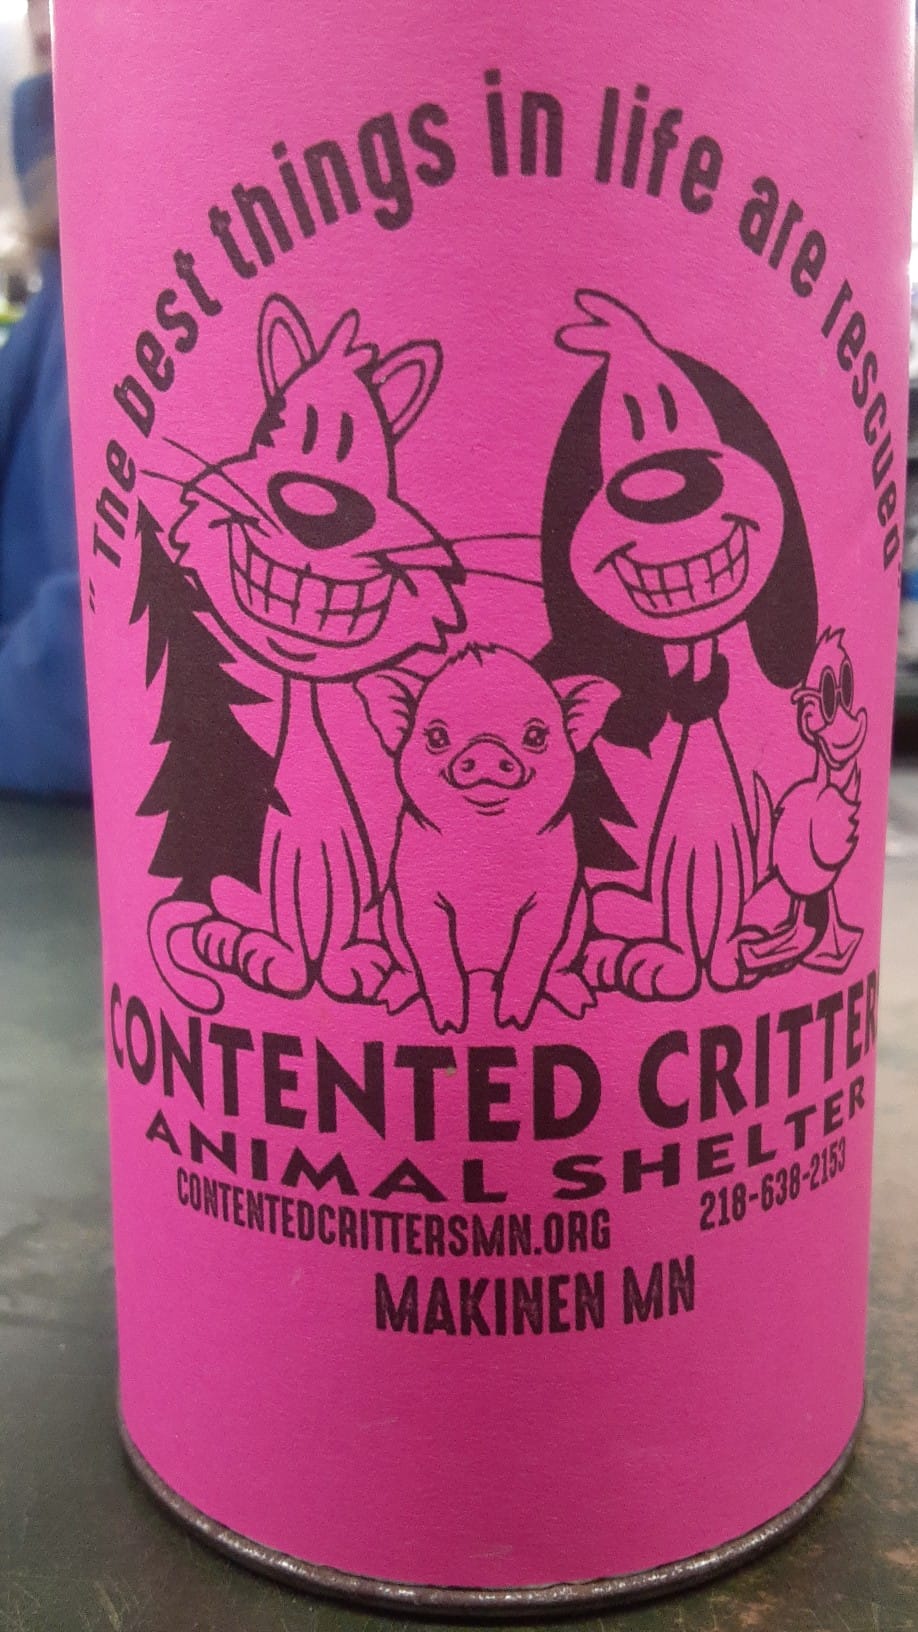 "The best things in life are rescued"
CONTENTED CRITTER
ANIMAL SHELTER
CONTENTEDCRITTERSMN.ORG 218-638-2153
MAKINEN MN